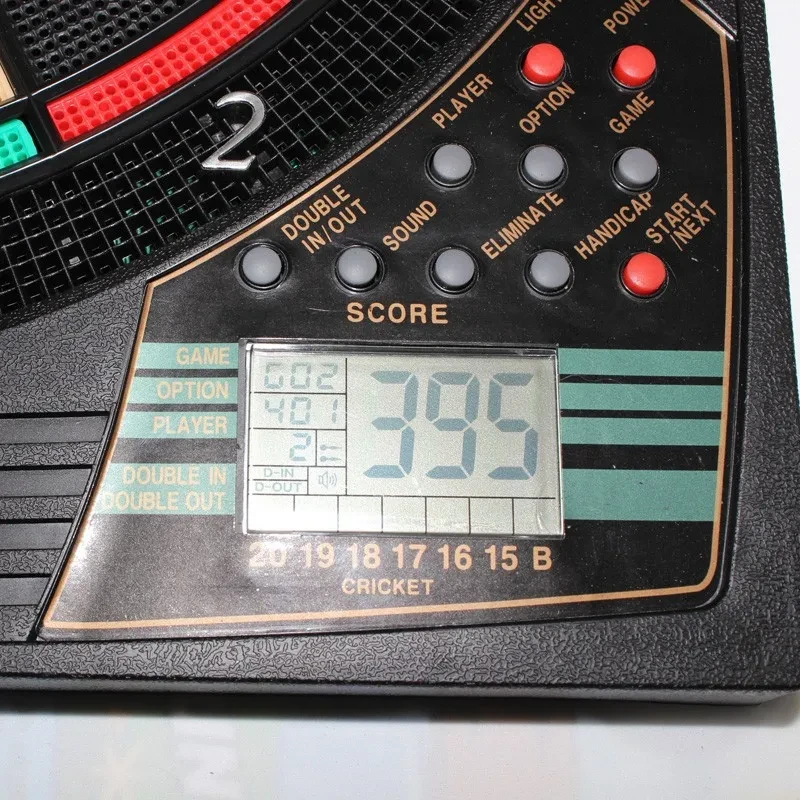 LIGHT
POWER
PLAYER
OPTION
GAME
2
DOUBLE
IN/OUT
SOUND
ELIMINATE
HANDICAP
START
/NEXT
SCORE
GAME
OPTION
PLAYER
DOUBLE IN
DOUBLE OUT
G02
401
2
D-IN
D-OUT
395
20 19 18 17 16 15 B
CRICKET